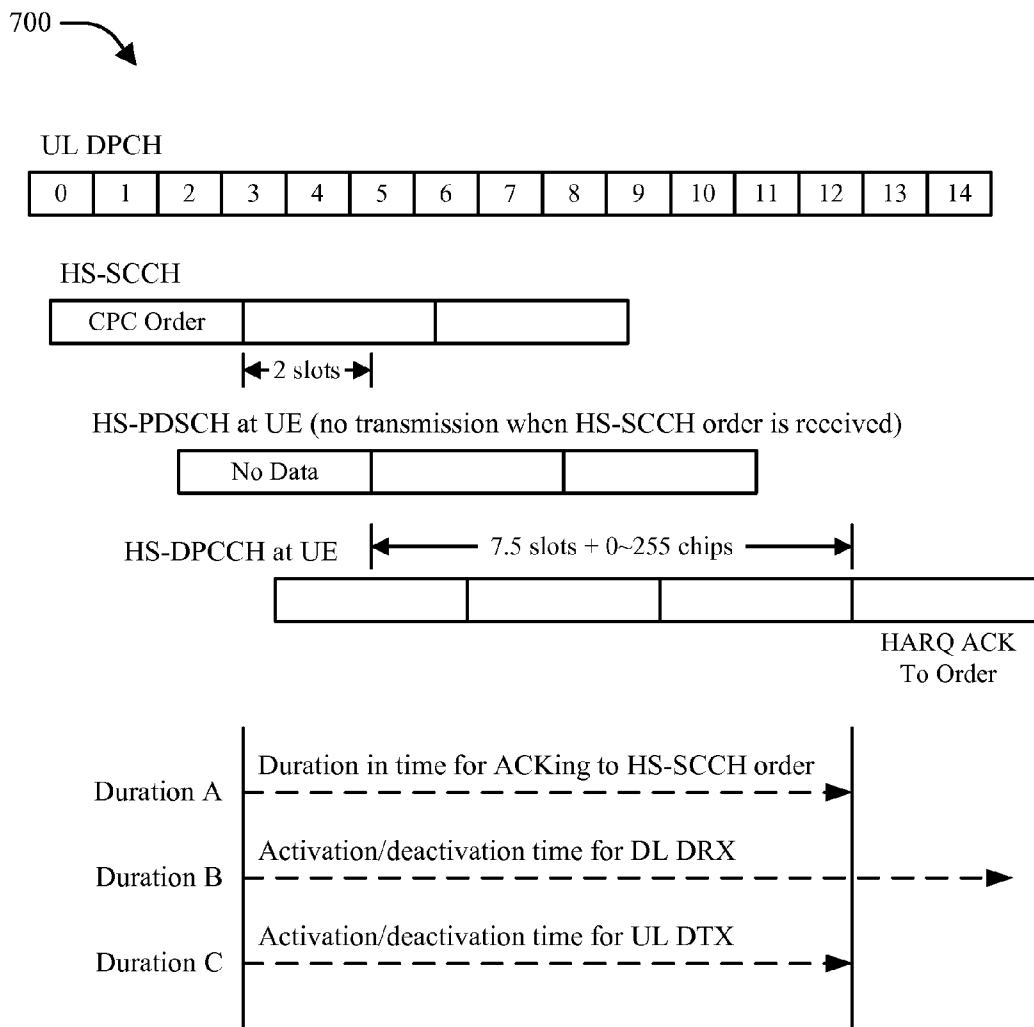 700
UL DPCH
0 1 2 3 4 5 6 7 8 9 10 11 12 13 14
HS-SCCH
CPC Order
2 slots
HS-PDSCH at UE (no transmission when HS-SCCH order is received)
No Data
HS-DPCCH at UE
7.5 slots + 0~255 chips
HARQ ACK
To Order
Duration A
Duration in time for ACKing to HS-SCCH order
Duration B
Activation/deactivation time for DL DRX
Duration C
Activation/deactivation time for UL DTX